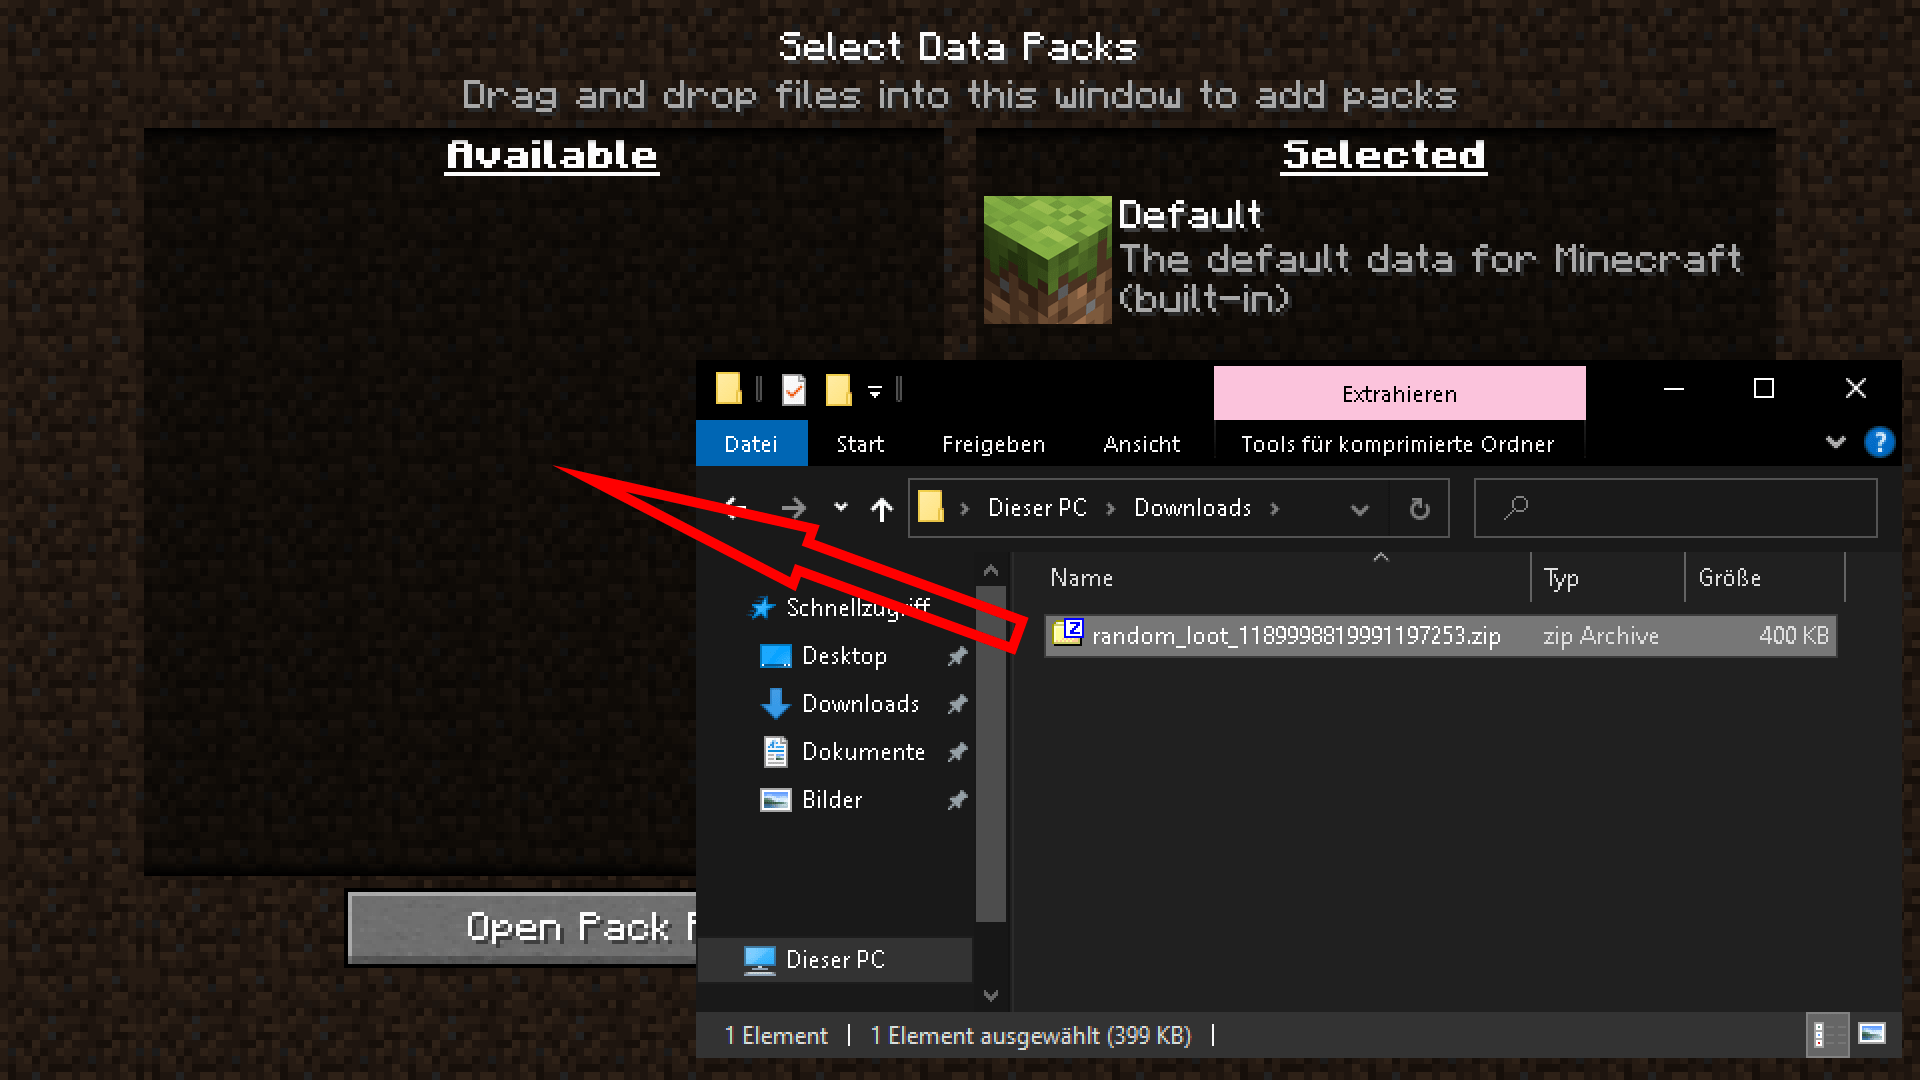 Select Data Packs
Drag and drop files into this window to add packs
Available
Selected
Default
The default data for Minecraft
(built-in)
Extrahieren
Datei Start Freigeben Ansicht Tools für komprimierte Ordner
?
Dieser PC Downloads
Name Typ Größe
Schnellzugriff
random_loot_1189998819991197253.zip zip Archive 400 KB
Desktop
Downloads
Dokumente
Bilder
Open Pack
Dieser PC
1 Element 1 Element ausgewählt (399 KB)